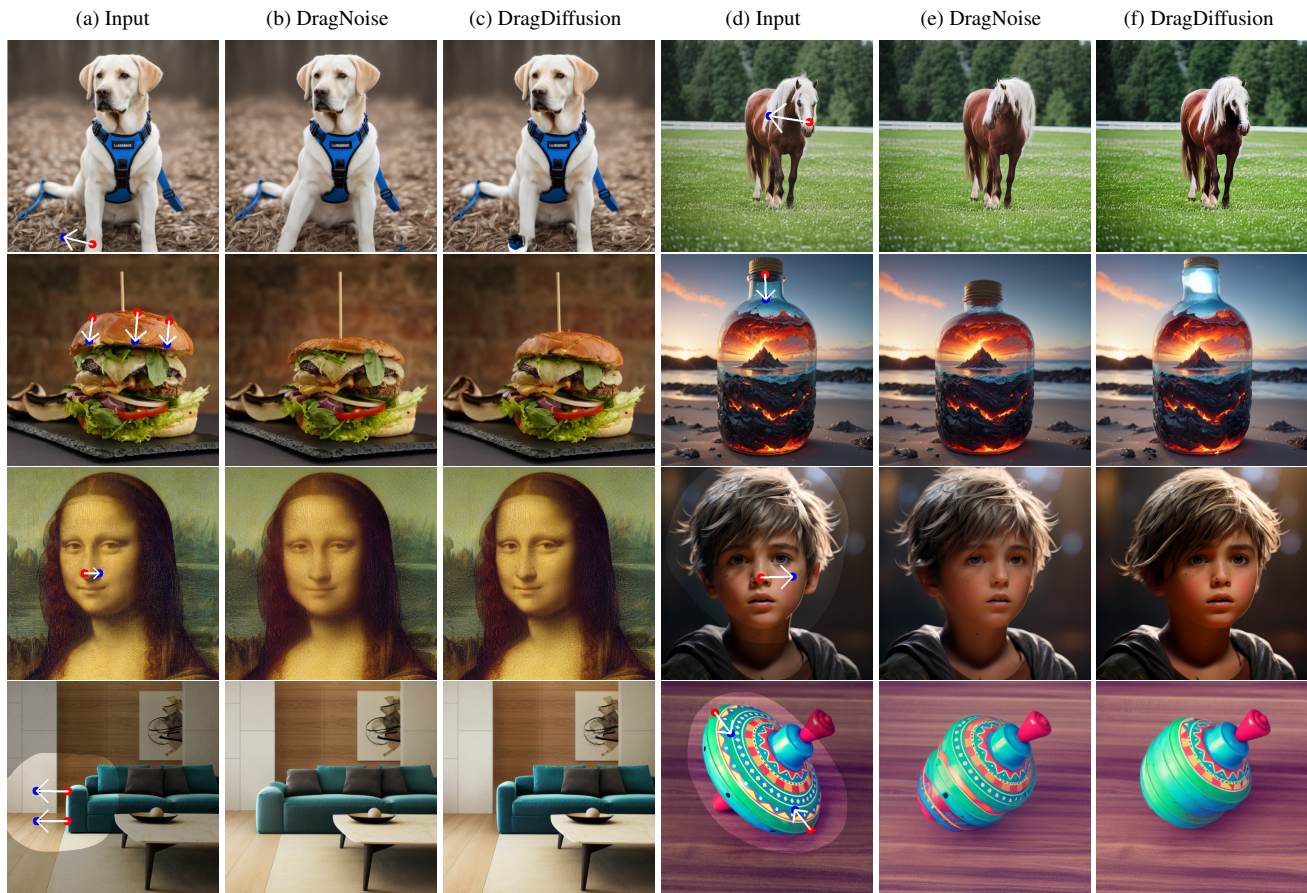 (a) Input
(b) DragNoise
(c) DragDiffusion
(d) Input
(e) DragNoise
(f) DragDiffusion